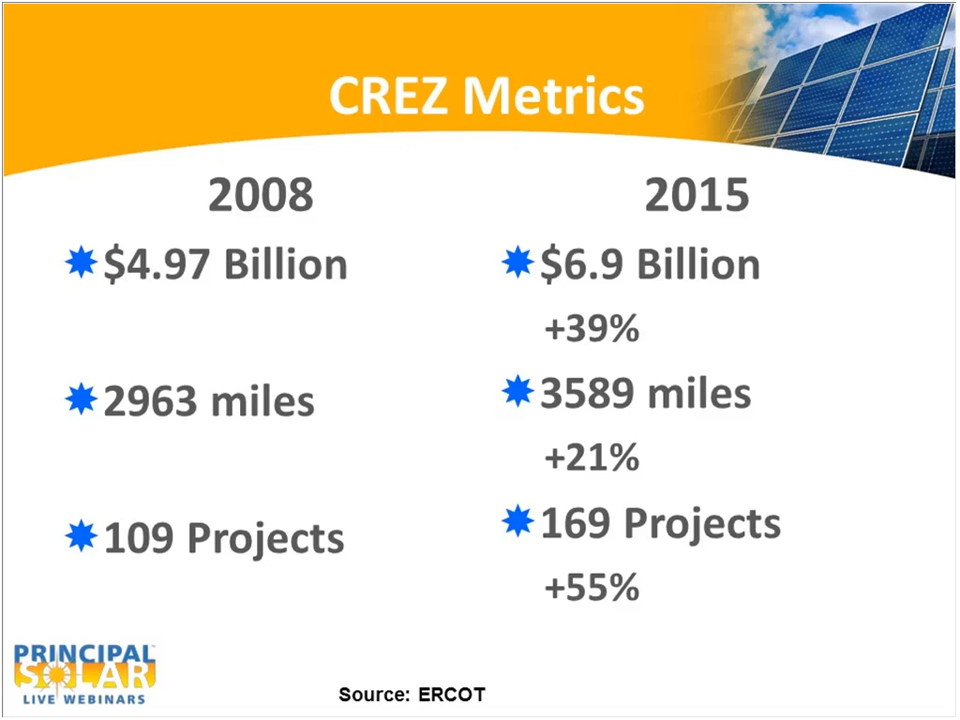 CREZ Metrics
2008
$4.97 Billion
2963 miles
109 Projects
2015
$6.9 Billion
+39%
3589 miles
+21%
169 Projects
+55%
PRINCIPAL
SOLAR
LIVE WEBINARS
Source: ERCOT